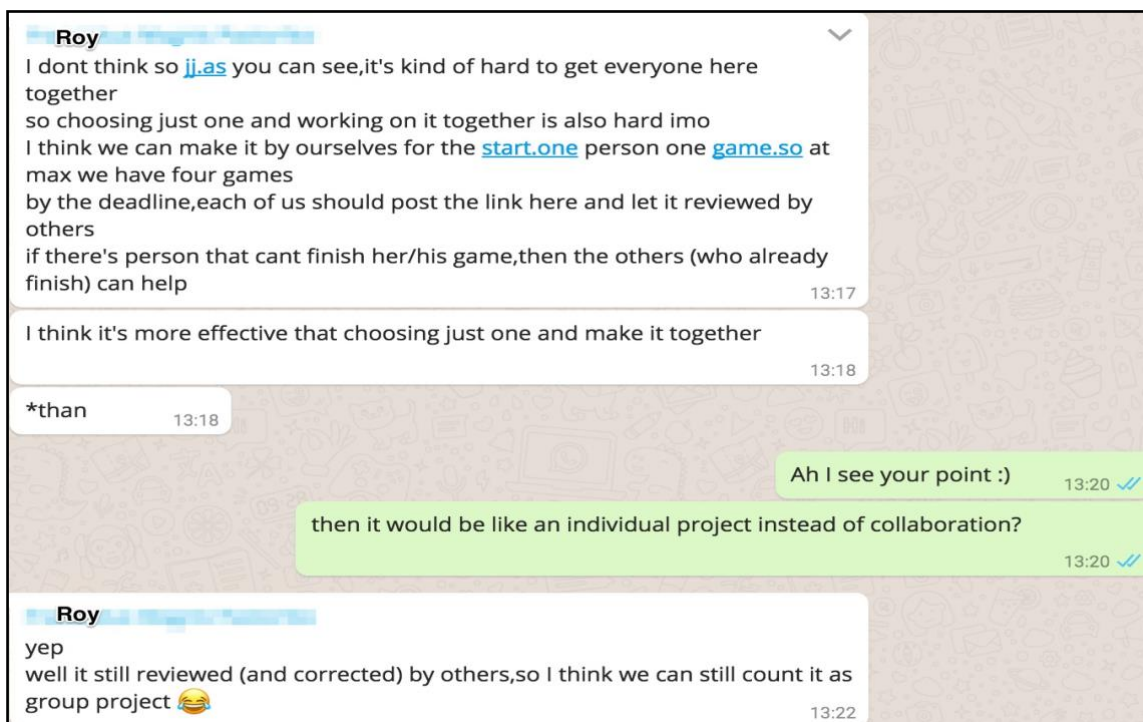 Roy
I dont think so jj.as you can see,it's kind of hard to get everyone here
together
so choosing just one and working on it together is also hard imo
I think we can make it by ourselves for the start.one person one game.so at
max we have four games
by the deadline,each of us should post the link here and let it reviewed by
others
if there's person that cant finish her/his game,then the others (who already
finish) can help
13:17
I think it's more effective that choosing just one and make it together
13:18
*than
13:18
Ah I see your point :)
13:20
then it would be like an individual project instead of collaboration?
13:20
Roy
yep
well it still reviewed (and corrected) by others,so I think we can still count it as
group project 😂
13:22